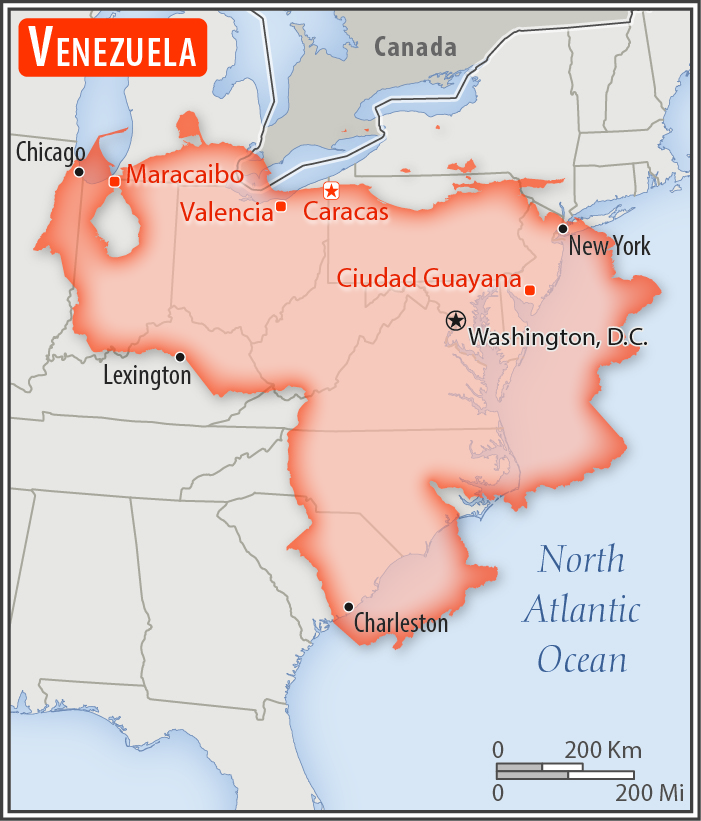 VENEZUELA
Canada
Chicago
Maracaibo
Valencia
Caracas
New York
Ciudad Guayana
Washington, D.C.
Lexington
North
Atlantic
Ocean
Charleston
0 200 Km
0 200 Mi